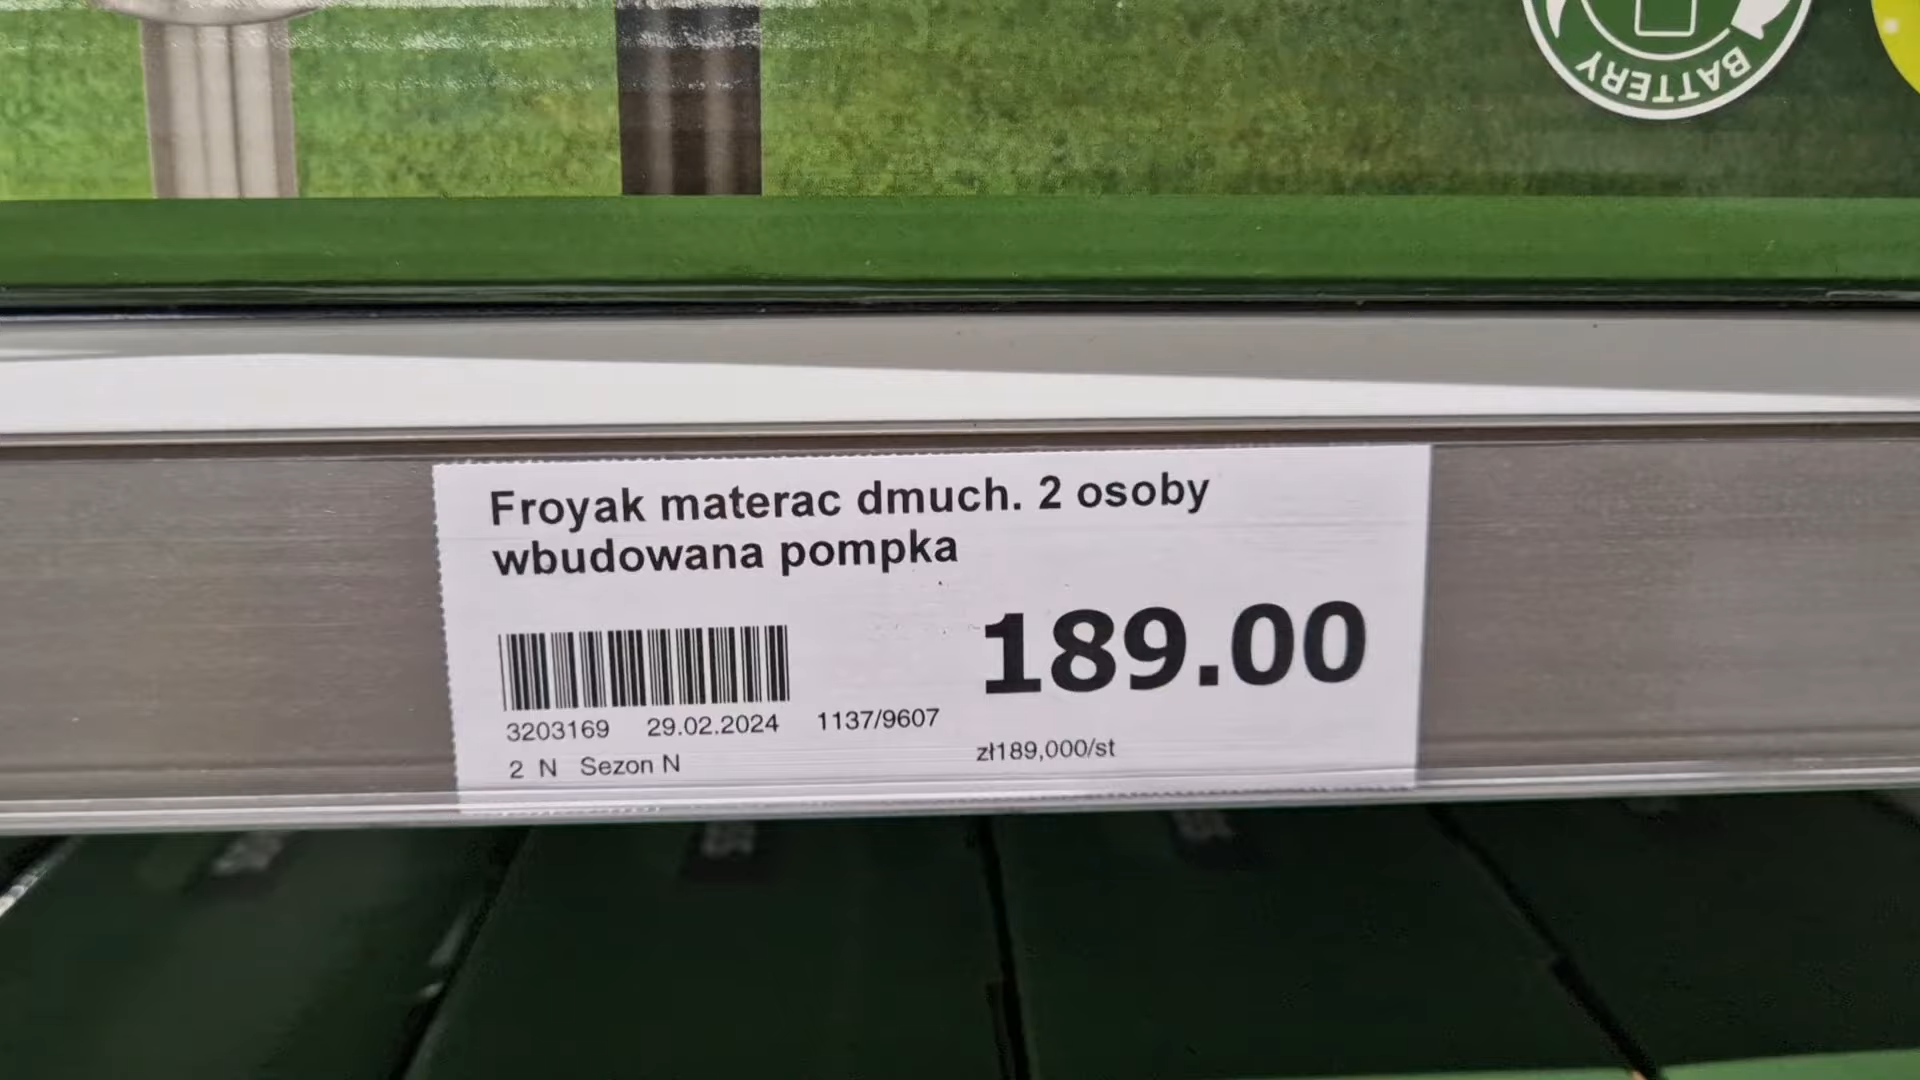 BATTERY
Froyak materac dmuch. 2 osoby
wbudowana pompka
189.00
3203169 29.02.2024 1137/9607
zł189,000/st
2 N Sezon N